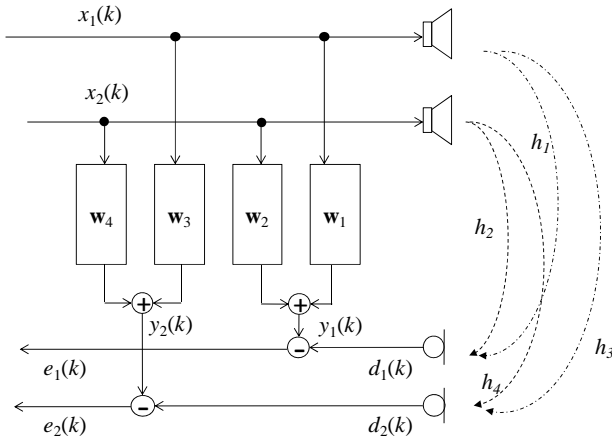 x₁(k)
x₂(k)
h₁
w₄ w₃ w₂ w₁
h₂
+ +
y₂(k) y₁(k)
h₃
-
e₁(k) d₁(k)
h₄
-
e₂(k) d₂(k)